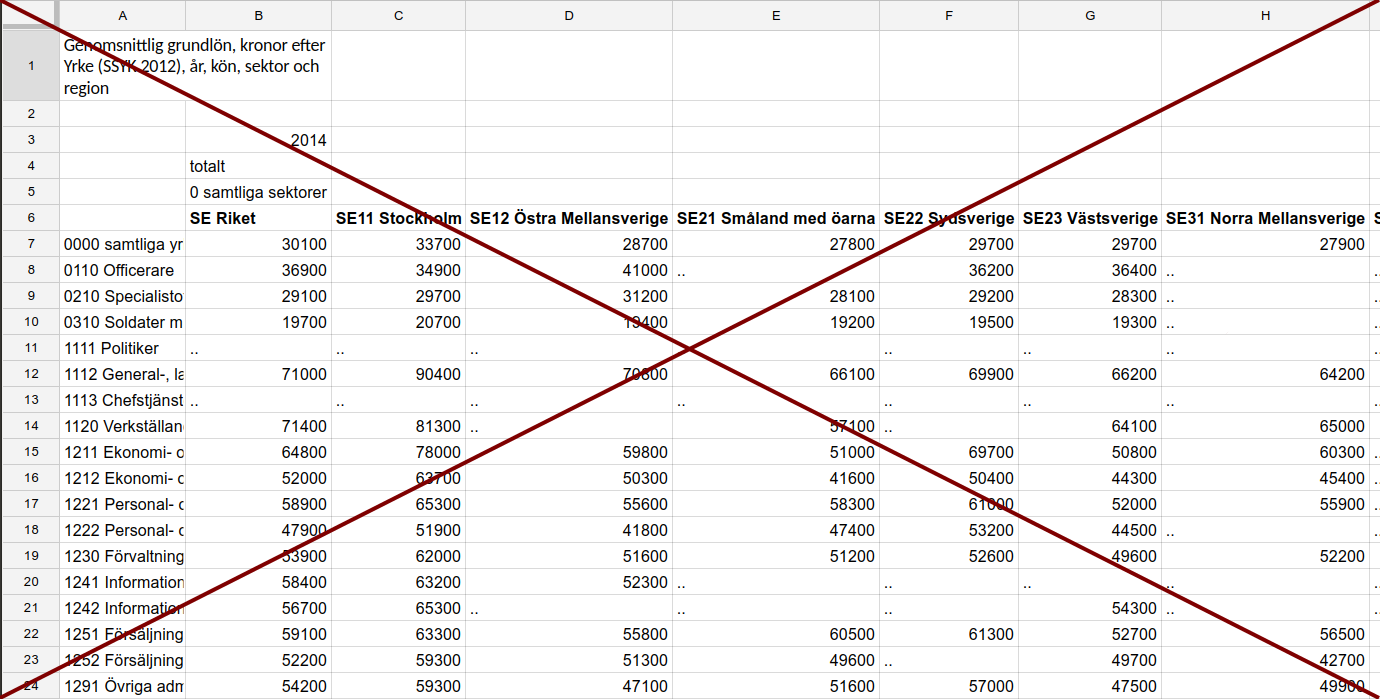 A B C D E F G H
1 Genomsnittlig grundlön, kronor efter
Yrke (SSYK 2012), år, kön, sektor och
region
2
3 2014
4 totalt
5 0 samtliga sektorer
6 SE Riket SE11 Stockholm SE12 Östra Mellansverige SE21 Småland med öarna SE22 Sydsverige SE23 Västsverige SE31 Norra Mellansverige S
7 0000 samtliga yr 30100 33700 28700 27800 29700 29700 27900
8 0110 Officerare 36900 34900 41000 .. 36200 36400 .. ..
9 0210 Specialisto 29100 29700 31200 28100 29200 28300 .. ..
10 0310 Soldater m 19700 20700 19400 19200 19500 19300 .. ..
11 1111 Politiker .. .. .. .. .. .. ..
12 1112 General-, la 71000 90400 70800 66100 69900 66200 64200
13 1113 Chefstjänst .. .. .. .. .. .. .. ..
14 1120 Verkställan 71400 81300 .. 57100 .. 64100 65000
15 1211 Ekonomi- o 64800 78000 59800 51000 69700 50800 60300 ..
16 1212 Ekonomi- o 52000 63700 50300 41600 50400 44300 45400 ..
17 1221 Personal- o 58900 65300 55600 58300 61000 52000 55900 ..
18 1222 Personal- o 47900 51900 41800 47400 53200 44500 .. ..
19 1230 Förvaltning 53900 62000 51600 51200 52600 49600 52200
20 1241 Information 58400 63200 52300 .. .. .. .. ..
21 1242 Information 56700 65300 .. .. .. 54300 .. ..
22 1251 Försäljning 59100 63300 55800 60500 61300 52700 56500
23 1252 Försäljning 52200 59300 51300 49600 .. 49700 42700
24 1291 Övriga adm 54200 59300 47100 51600 57000 47500 49900